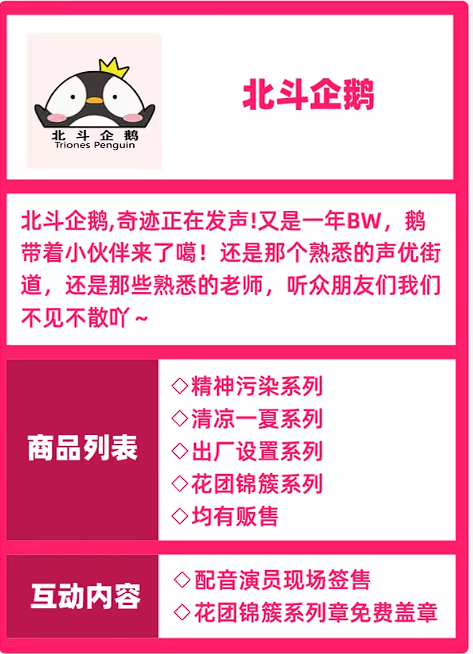 北斗企鹅
Triones Penguin
北斗企鹅
北斗企鹅,奇迹正在发声!又是一年BW，鹅
带着小伙伴来了噶！还是那个熟悉的声优街
道，还是那些熟悉的老师，听众朋友们我们
不见不散吖～
商品列表
◇精神污染系列
◇清凉一夏系列
◇出厂设置系列
◇花团锦簇系列
◇均有贩售
互动内容
◇配音演员现场签售
◇花团锦簇系列章免费盖章